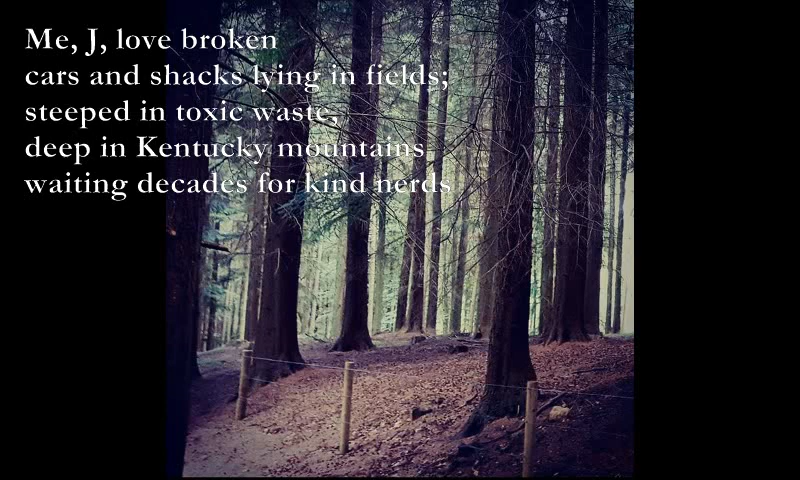 Me, J, love broken
cars and shacks lying in fields;
steeped in toxic waste,
deep in Kentucky mountains
waiting decades for kind nerds